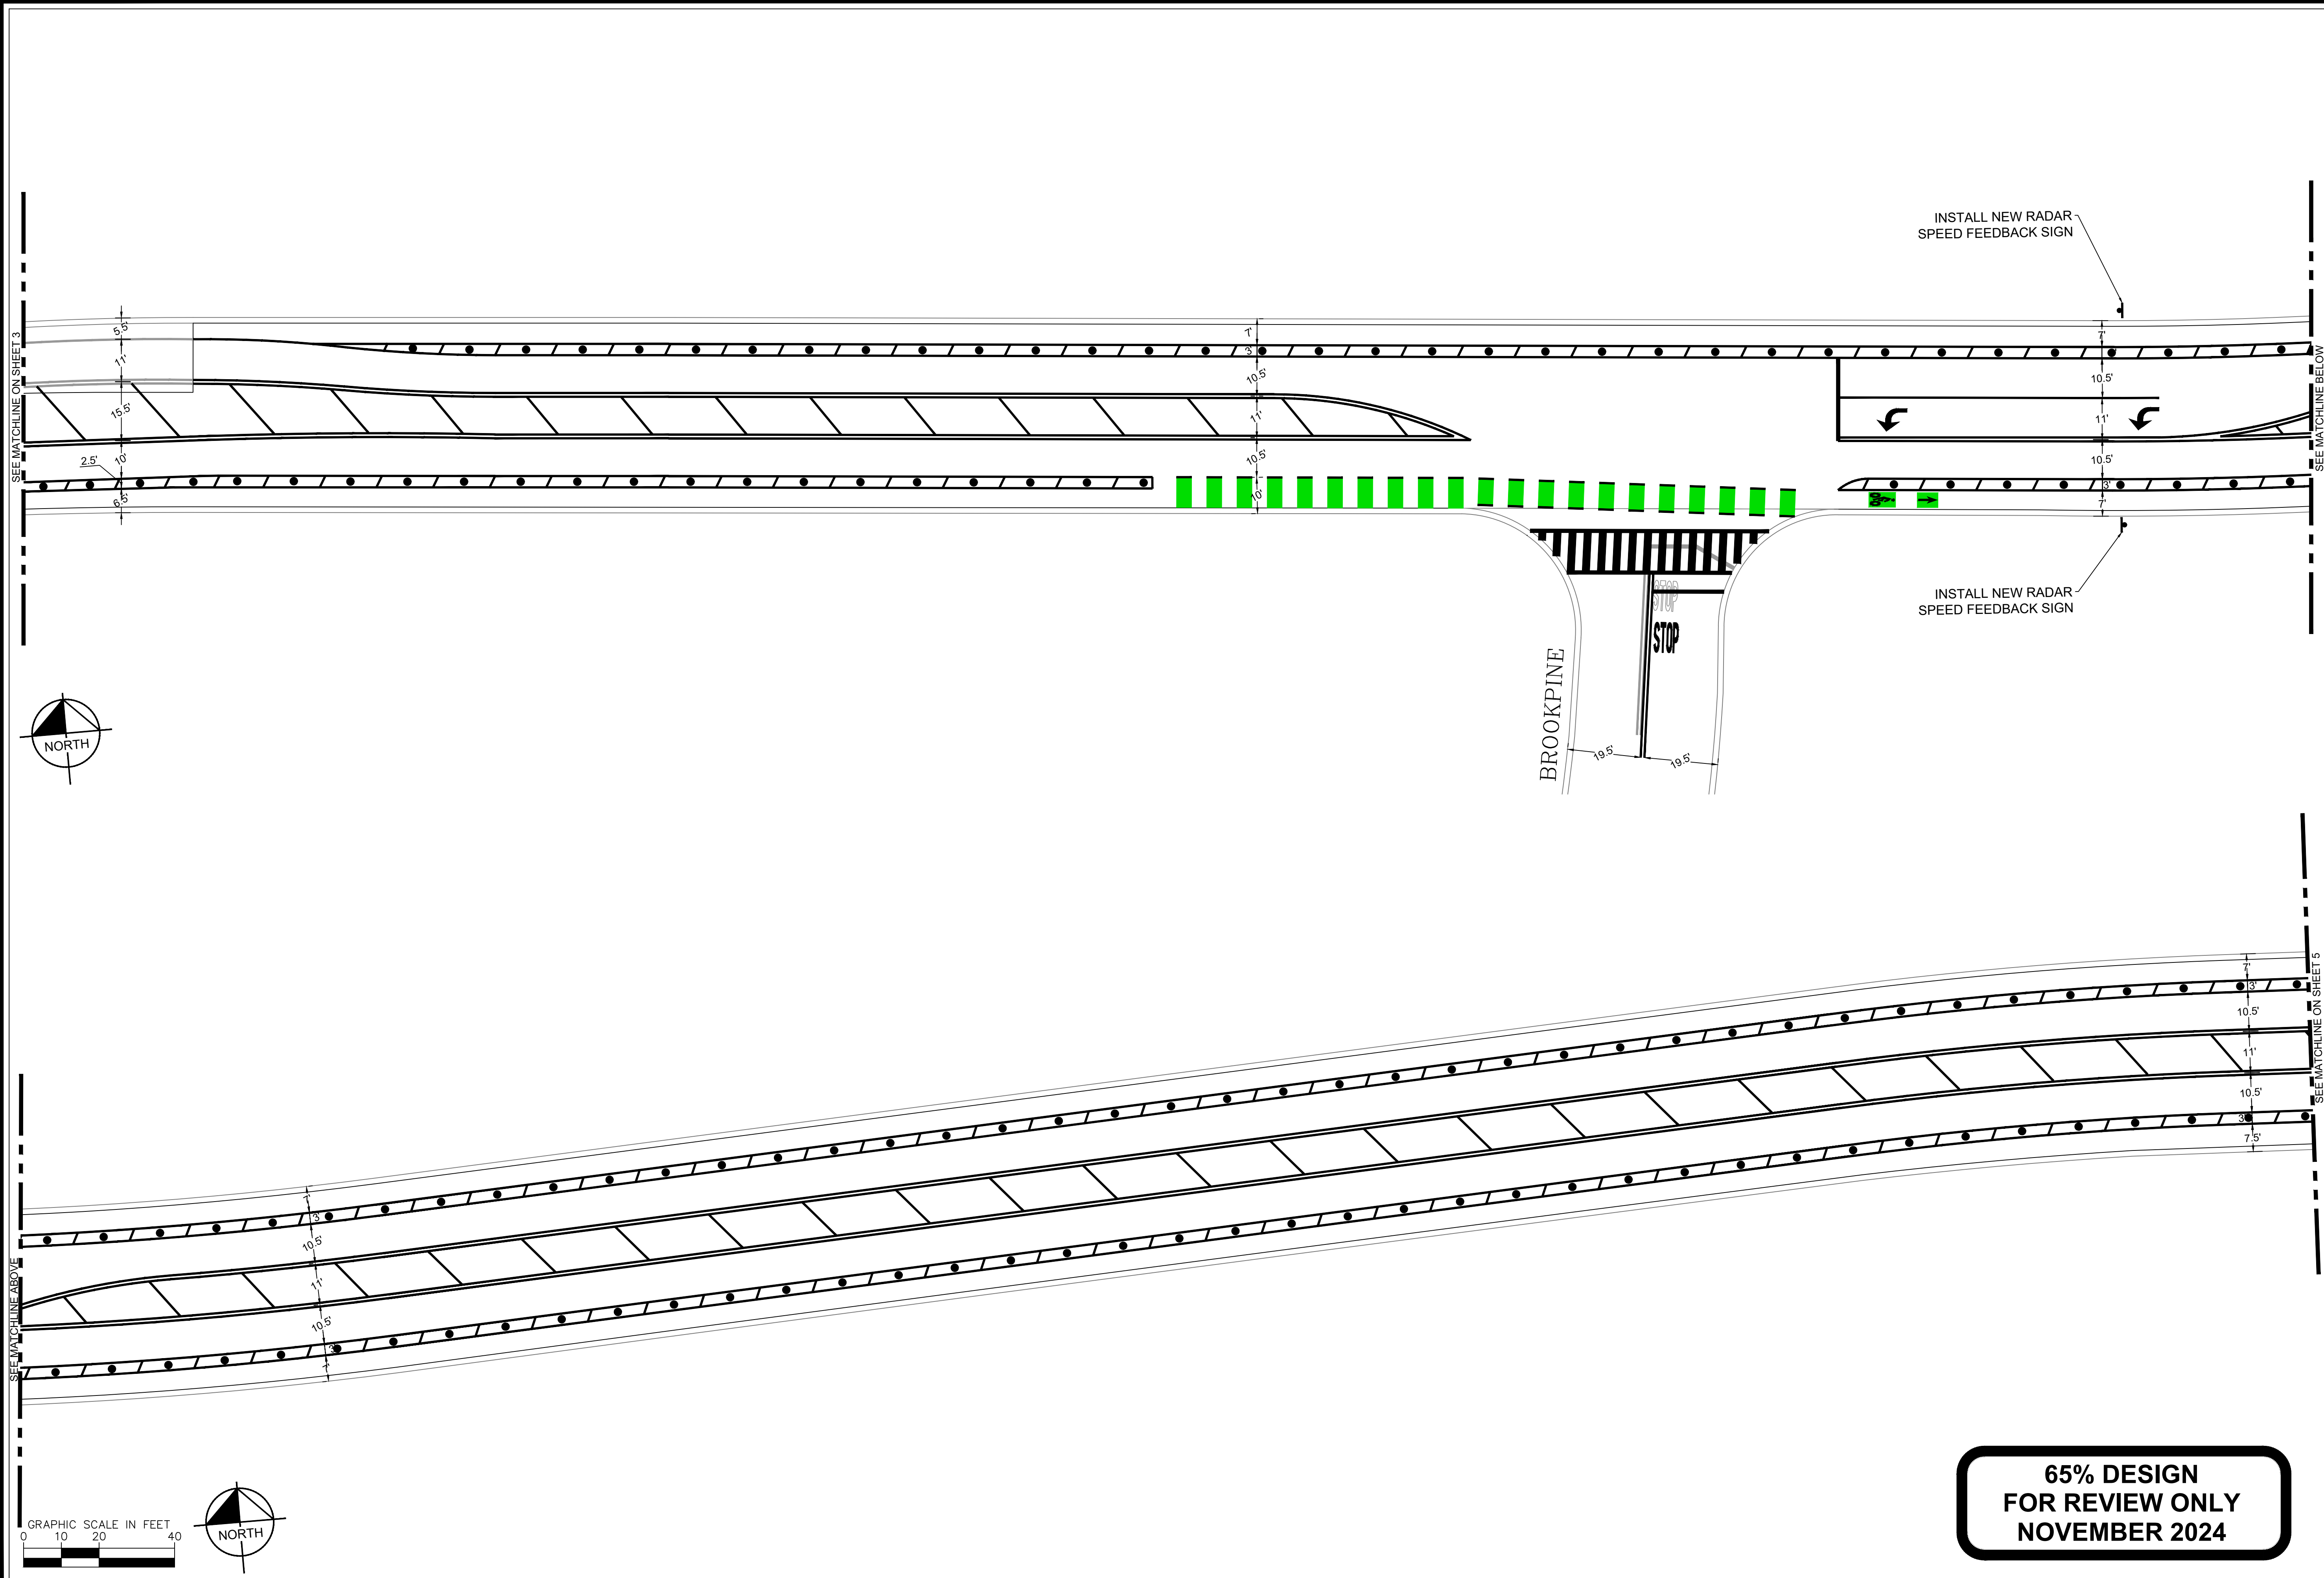 INSTALL NEW RADAR
SPEED FEEDBACK SIGN
SEE MATCHLINE ON SHEET 3
5.5'
11'
15.5'
10'
2.5'
6.5'
7'
3'
10.5'
11'
10.5'
10'
7'
10.5'
11'
10.5'
3'
7'
SEE MATCHLINE BELOW
INSTALL NEW RADAR
SPEED FEEDBACK SIGN
STOP
STOP
BROOKPINE
19.5'
19.5'
NORTH
SEE MATCHLINE ABOVE
7'
3'
10.5'
11'
10.5'
3'
7'
7'
3'
10.5'
11'
10.5'
3'
7.5'
SEE MATCHLINE ON SHEET 5
GRAPHIC SCALE IN FEET
0 10 20 40
NORTH
65% DESIGN
FOR REVIEW ONLY
NOVEMBER 2024